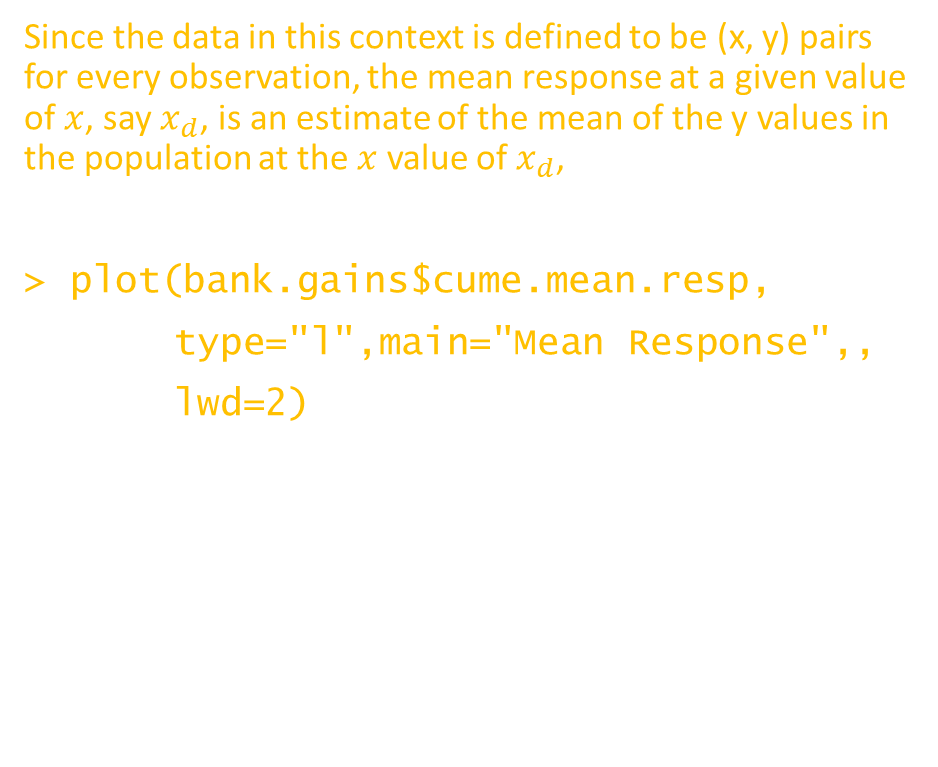 Since the data in this context is defined to be (x, y) pairs
for every observation, the mean response at a given value
of x, say x_d, is an estimate of the mean of the y values in
the population at the x value of x_d,
> plot(bank.gains$cume.mean.resp,
type="l",main="Mean Response",,
lwd=2)